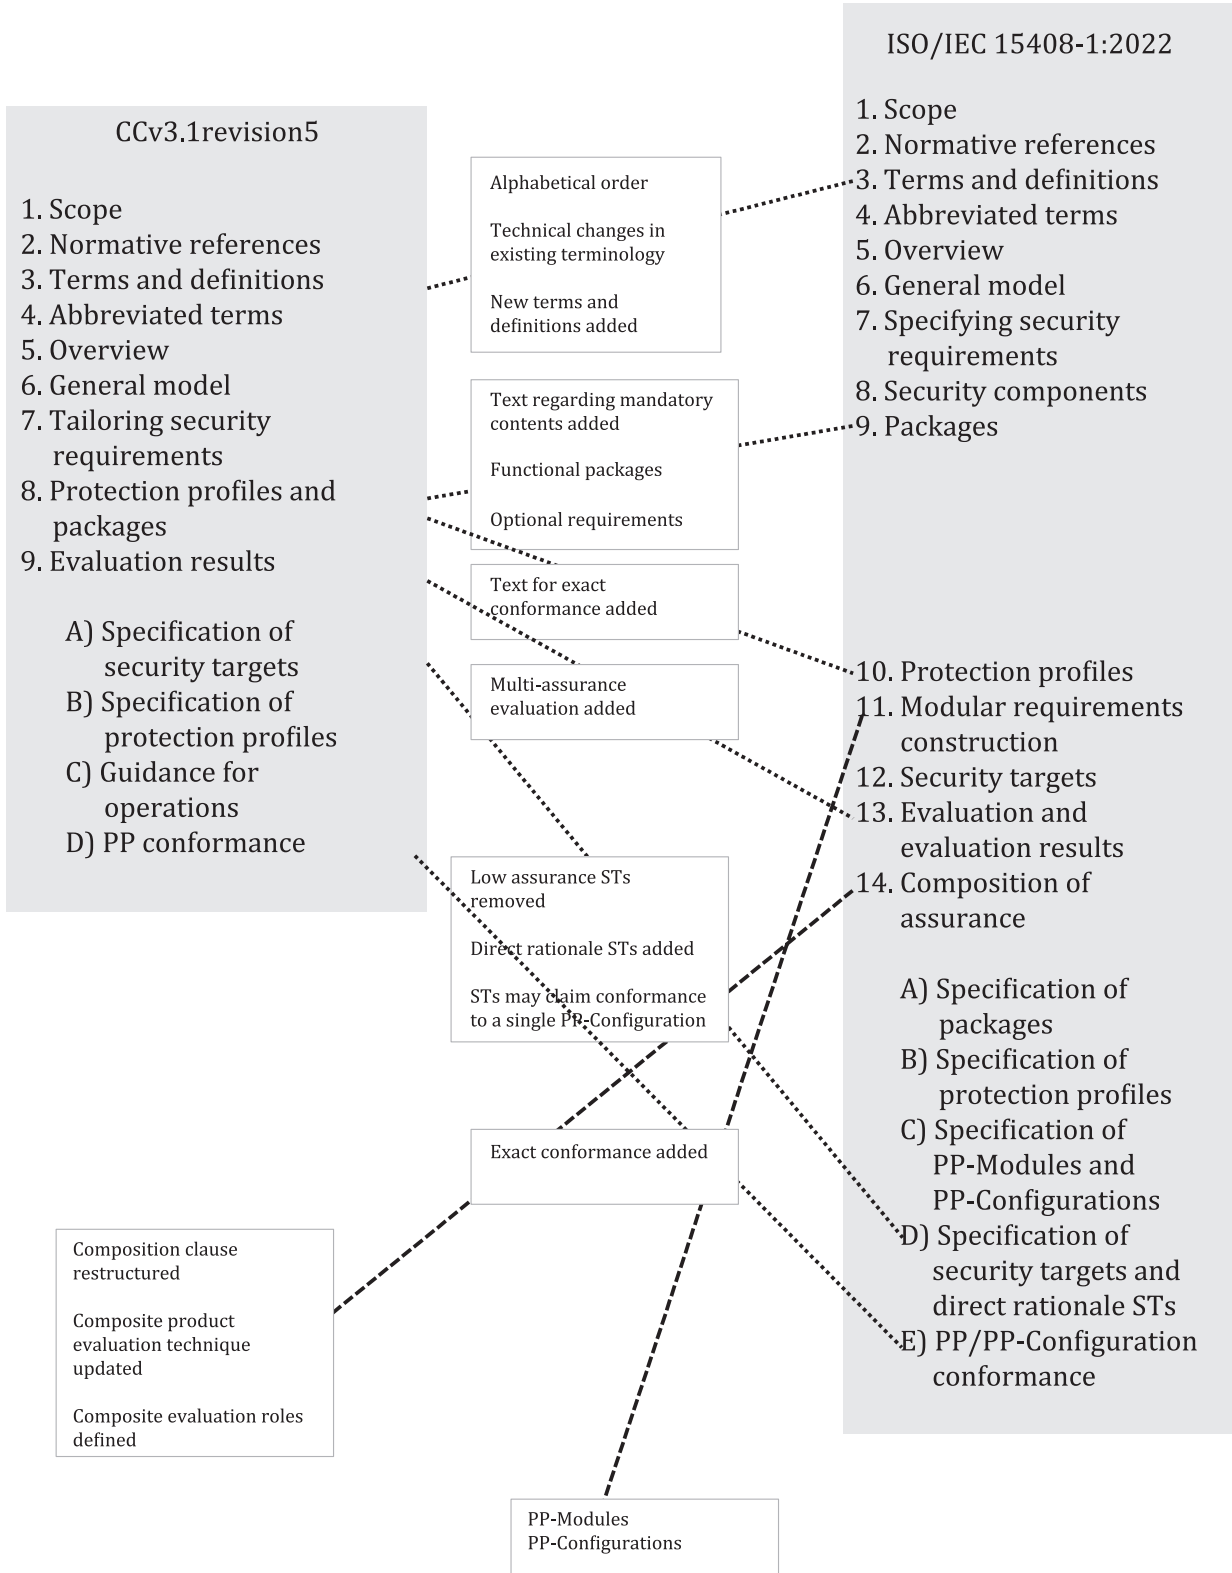 CCv3.1revision5
1. Scope
2. Normative references
3. Terms and definitions
4. Abbreviated terms
5. Overview
6. General model
7. Tailoring security
requirements
8. Protection profiles and
packages
9. Evaluation results
A) Specification of
security targets
B) Specification of
protection profiles
C) Guidance for
operations
D) PP conformance
Alphabetical order
Technical changes in
existing terminology
New terms and
definitions added
Text regarding mandatory
contents added
Functional packages
Optional requirements
Text for exact
conformance added
Multi-assurance
evaluation added
Low assurance STs
removed
Direct rationale STs added
STs may claim conformance
to a single PP-Configuration
Exact conformance added
Composition clause
restructured
Composite product
evaluation technique
updated
Composite evaluation roles
defined
PP-Modules
PP-Configurations
ISO/IEC 15408-1:2022
1. Scope
2. Normative references
3. Terms and definitions
4. Abbreviated terms
5. Overview
6. General model
7. Specifying security
requirements
8. Security components
9. Packages
10. Protection profiles
11. Modular requirements
construction
12. Security targets
13. Evaluation and
evaluation results
14. Composition of
assurance
A) Specification of
packages
B) Specification of
protection profiles
C) Specification of
PP-Modules and
PP-Configurations
D) Specification of
security targets and
direct rationale STs
E) PP/PP-Configuration
conformance